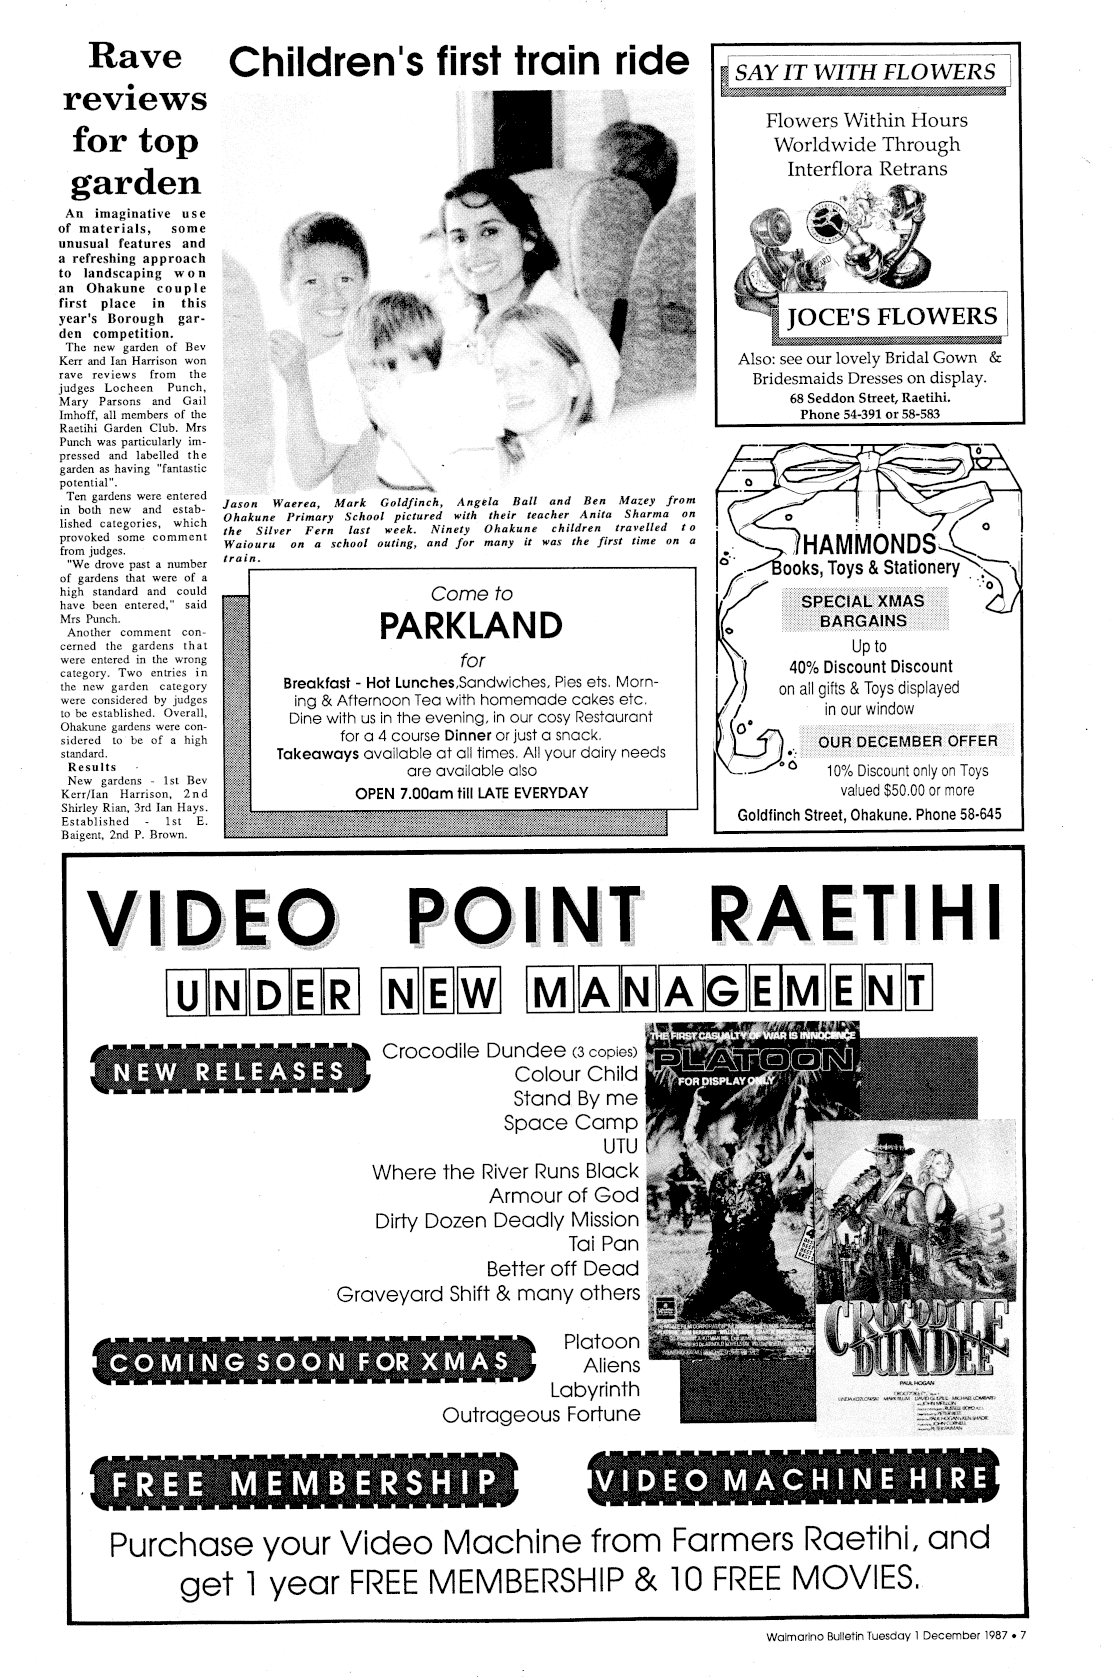 Rave
reviews
for top
garden
An imaginative use
of materials, some
unusual features and
a refreshing approach
to landscaping won
an Ohakune couple
first place in this
year's Borough gar-
den competition.
The new garden of Bev
Kerr and Ian Harrison won
rave reviews from the
judges Locheen Punch,
Mary Parsons and Gail
Imhoff, all members of the
Raetihi Garden Club. Mrs
Punch was particularly im-
pressed and labelled the
garden as having "fantastic
potential".
Ten gardens were entered
in both new and estab-
lished categories, which
provoked some comment
from judges.
"We drove past a number
of gardens that were of a
high standard and could
have been entered," said
Mrs Punch.
Another comment con-
cerned the gardens that
were entered in the wrong
category. Two entries in
the new garden category
were considered by judges
to be established. Overall,
Ohakune gardens were con-
sidered to be of a high
standard.
Results
New gardens - 1st Bev
Kerr/Ian Harrison, 2nd
Shirley Rian, 3rd Ian Hays.
Established - 1st E.
Baigent, 2nd P. Brown.
Children's first train ride
Jason Waerea, Mark Goldfinch, Angela Ball and Ben Mazey from
Ohakune Primary School pictured with their teacher Anita Sharma on
the Silver Fern last week. Ninety Ohakune children travelled to
Waiouru on a school outing, and for many it was the first time on a
train.
Come to
PARKLAND
for
Breakfast - Hot Lunches,Sandwiches, Pies ets. Morn-
ing & Afternoon Tea with homemade cakes etc.
Dine with us in the evening, in our cosy Restaurant
for a 4 course Dinner or just a snack.
Takeaways available at all times. All your dairy needs
are available also
OPEN 7.00am till LATE EVERYDAY
SAY IT WITH FLOWERS
Flowers Within Hours
Worldwide Through
Interflora Retrans
JOCE'S FLOWERS
Also: see our lovely Bridal Gown &
Bridesmaids Dresses on display.
68 Seddon Street, Raetihi.
Phone 54-391 or 58-583
HAMMONDS
Books, Toys & Stationery
SPECIAL XMAS
BARGAINS
Up to
40% Discount Discount
on all gifts & Toys displayed
in our window
OUR DECEMBER OFFER
10% Discount only on Toys
valued $50.00 or more
Goldfinch Street, Ohakune. Phone 58-645
VIDEO POINT RAETIHI
UNDER NEW MANAGEMENT
NEW RELEASES
Crocodile Dundee (3 copies)
Colour Child
Stand By me
Space Camp
UTU
Where the River Runs Black
Armour of God
Dirty Dozen Deadly Mission
Tai Pan
Better off Dead
Graveyard Shift & many others
COMING SOON FOR XMAS
Platoon
Aliens
Labyrinth
Outrageous Fortune
THE FIRST CASUALTY OF WAR IS INNOCENCE
PLATOON
FOR DISPLAY ONLY
ORION
CROCODILE
DUNDEE
PAUL HOGAN
FREE MEMBERSHIP
VIDEO MACHINE HIRE
Purchase your Video Machine from Farmers Raetihi, and
get 1 year FREE MEMBERSHIP & 10 FREE MOVIES.
Waimarino Bulletin Tuesday 1 December 1987 • 7